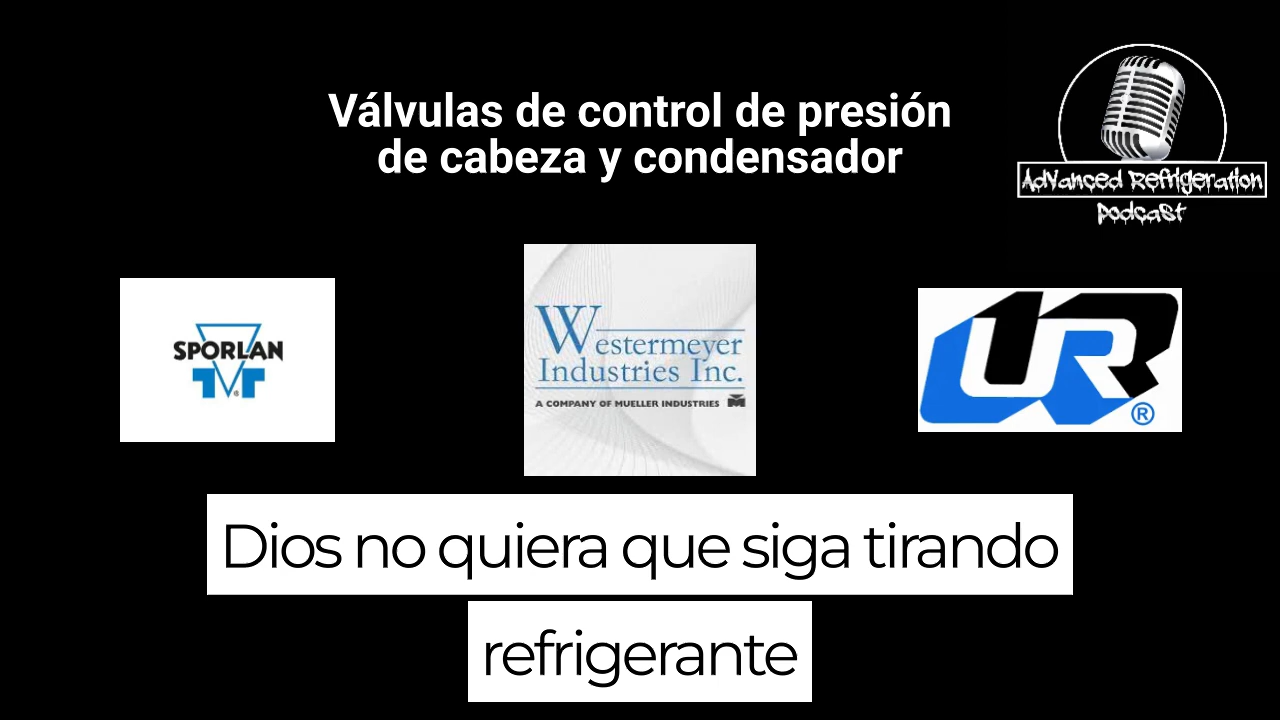 Válvulas de control de presión
de cabeza y condensador
Advanced Refrigeration
Podcast
SPORLAN
®
Westermeyer
Industries Inc.
A COMPANY OF MUELLER INDUSTRIES
UR
®
Dios no quiera que siga tirando
refrigerante